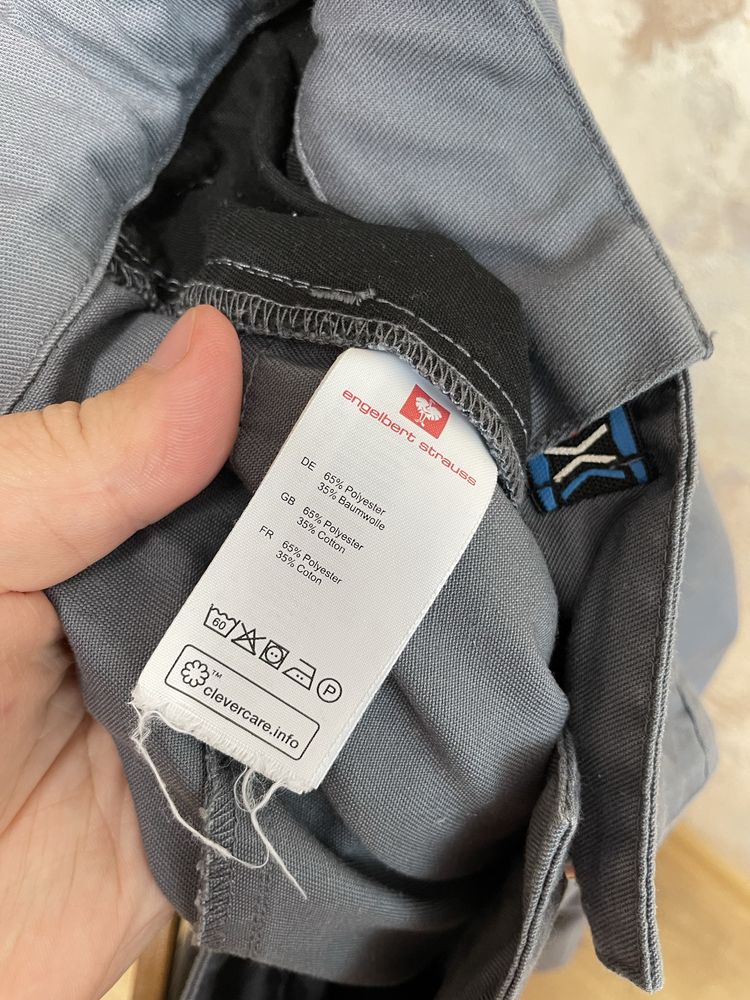 engelbert strauss
DE 65% Polyester
35% Baumwolle
GB 65% Polyester
35% Cotton
FR 65% Polyester
35% Coton
60 P
™
clevercare.info